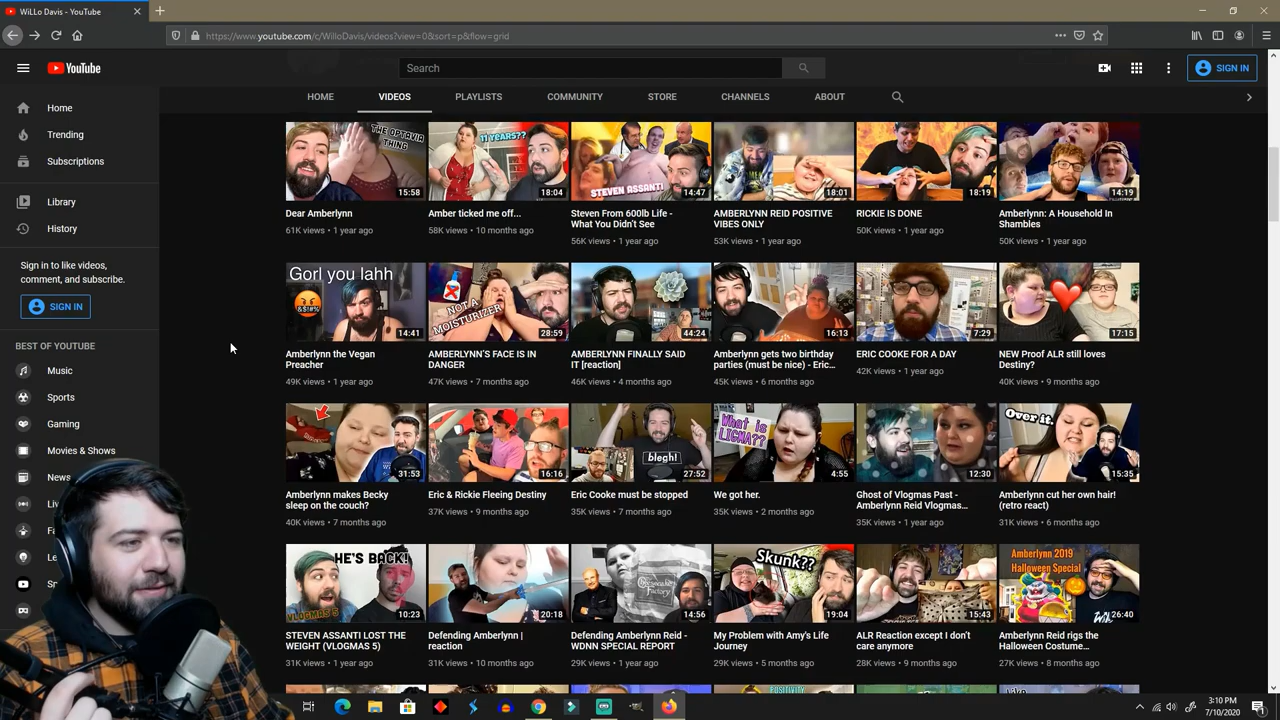 WiLLo Davis - YouTube
https://www.youtube.com/c/WilloDavis/videos?view=0&sort=p&flow=grid
YouTube
Search
SIGN IN
HOME
VIDEOS
PLAYLISTS
COMMUNITY
STORE
CHANNELS
ABOUT
Home
Trending
Subscriptions
Library
History
Sign in to like videos,
comment, and subscribe.
SIGN IN
BEST OF YOUTUBE
Music
Sports
Gaming
Movies & Shows
News
THE OCTAVIA
THING
15:58
11 YEARS??
18:04
STEVEN ASSANTI
14:47
18:01
18:19
14:19
Dear Amberlynn
61K views • 1 year ago
Amber ticked me off...
58K views • 10 months ago
Steven From 600lb Life -
What You Didn't See
56K views • 1 year ago
AMBERLYNN REID POSITIVE
VIBES ONLY
53K views • 1 year ago
RICKIE IS DONE
50K views • 1 year ago
Amberlynn: A Household In
Shambles
50K views • 1 year ago
Gorl you lahh
14:41
NOT A
MOISTURIZER
28:59
44:24
16:13
7:29
17:15
Amberlynn the Vegan
Preacher
49K views • 1 year ago
AMBERLYNN'S FACE IS IN
DANGER
47K views • 7 months ago
AMBERLYNN FINALLY SAID
IT [reaction]
46K views • 4 months ago
Amberlynn gets two birthday
parties (must be nice) - Eric...
45K views • 6 months ago
ERIC COOKE FOR A DAY
42K views • 1 year ago
NEW Proof ALR still loves
Destiny?
40K views • 9 months ago
31:53
16:16
blegh!
27:52
What is
LICNA??
4:55
12:30
Over it.
15:35
Amberlynn makes Becky
sleep on the couch?
40K views • 7 months ago
Eric & Rickie Fleeing Destiny
37K views • 9 months ago
Eric Cooke must be stopped
35K views • 7 months ago
We got her.
35K views • 2 months ago
Ghost of Vlogmas Past -
Amberlynn Reid Vlogmas...
35K views • 1 year ago
Amberlynn cut her own hair!
(retro react)
31K views • 6 months ago
HE'S BACK!
VLOGMAS 5
10:23
20:18
Cheesecake
Factory
14:56
Skunk??
19:04
15:43
Amberlynn 2019
Halloween Special
26:40
STEVEN ASSANTI LOST THE
WEIGHT (VLOGMAS 5)
31K views • 1 year ago
Defending Amberlynn |
reaction
31K views • 10 months ago
Defending Amberlynn Reid -
WDNN SPECIAL REPORT
29K views • 1 year ago
My Problem with Amy's Life
Journey
29K views • 5 months ago
ALR Reaction except I don't
care anymore
28K views • 9 months ago
Amberlynn Reid rigs the
Halloween Costume...
27K views • 8 months ago
POSITIVITY
3:10 PM
7/10/2020